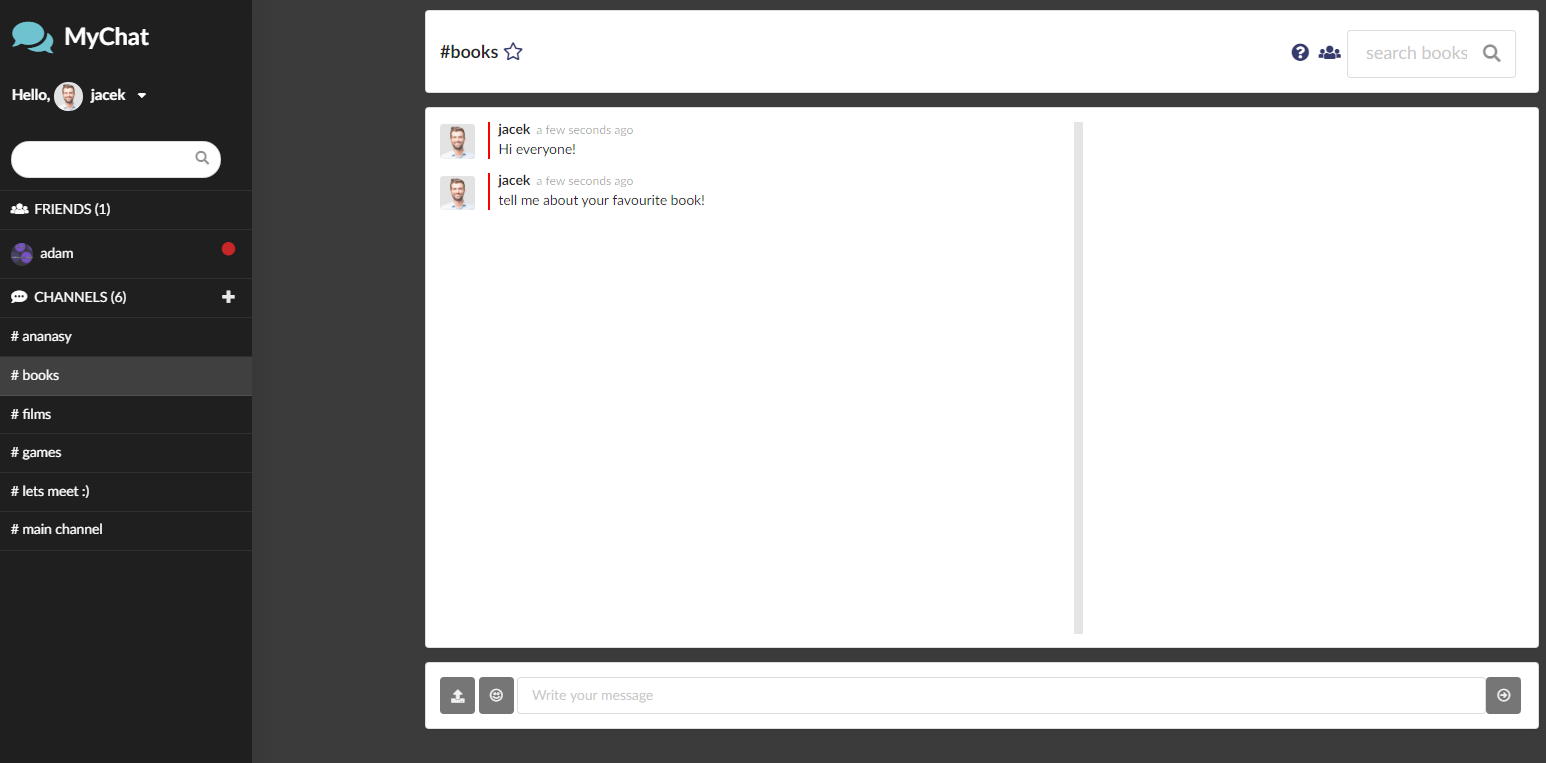 MyChat
Hello, jacek
FRIENDS (1)
adam
CHANNELS (6)
# ananasy
# books
# films
# games
# lets meet :)
# main channel
#books
search books
jacek a few seconds ago
Hi everyone!
jacek a few seconds ago
tell me about your favourite book!
Write your message